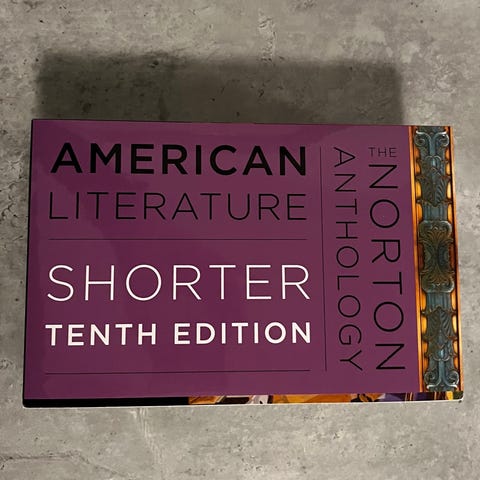 AMERICAN
LITERATURE
SHORTER
TENTH EDITION
THE
NORTON
ANTHOLOGY